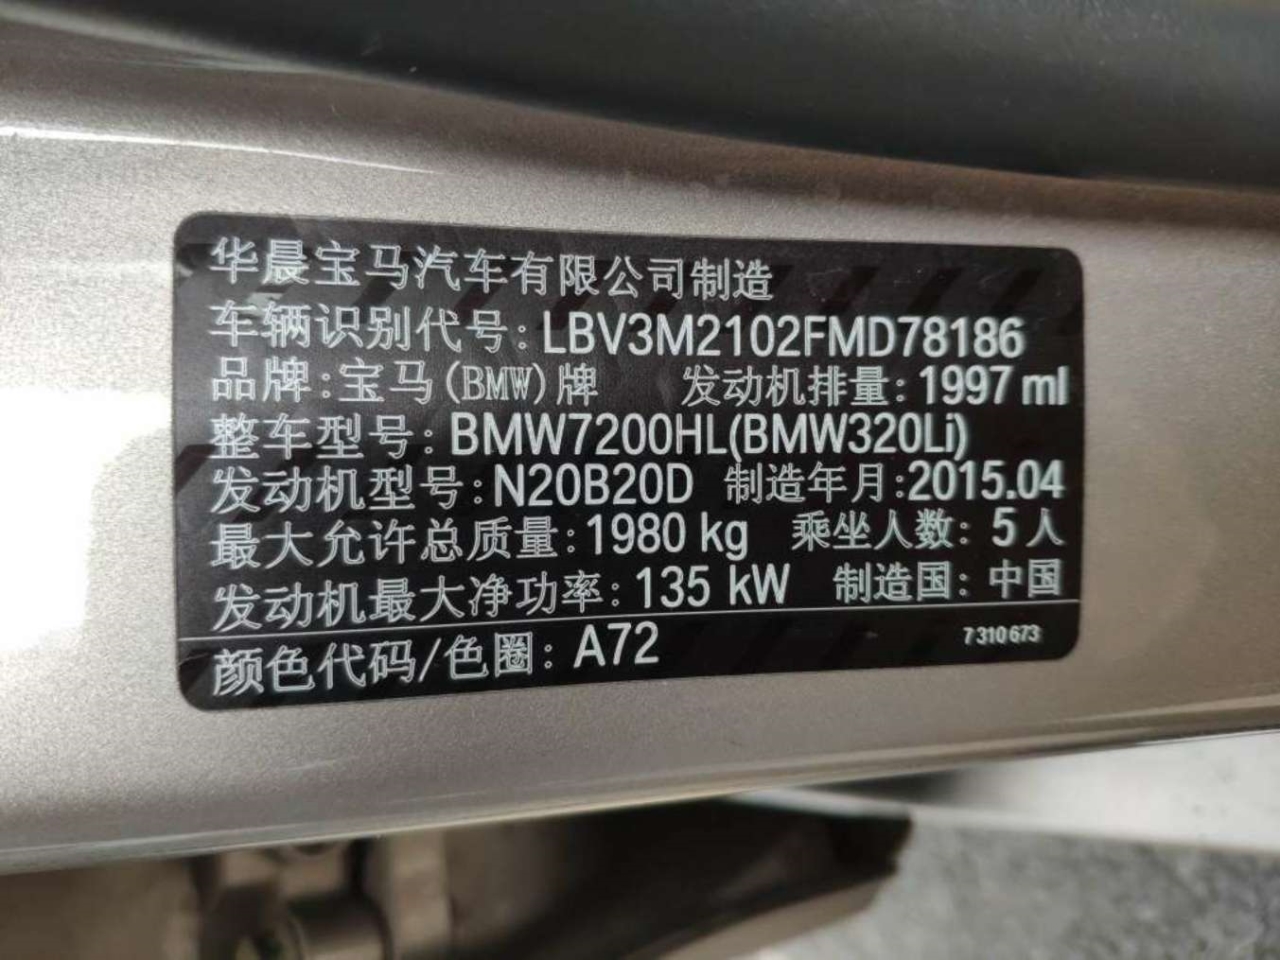 华晨宝马汽车有限公司制造
车辆识别代号: LBV3M2102FMD78186
品牌:宝马(BMW)牌 发动机排量: 1997 ml
整车型号: BMW7200HL(BMW320Li)
发动机型号: N20B20D 制造年月:2015.04
最大允许总质量: 1980 kg 乘坐人数: 5 人
发动机最大净功率: 135 kW 制造国: 中国
颜色代码/色圈: A72 7 310 673